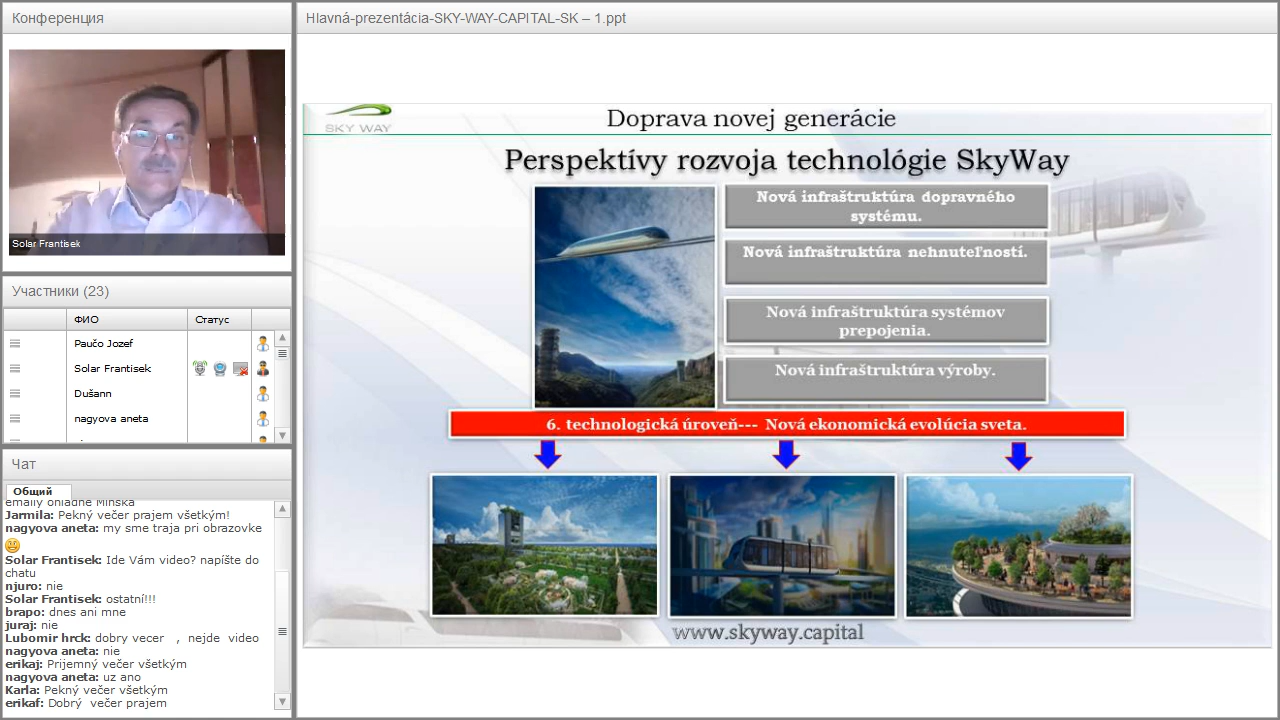 Конференция
Solar Frantisek
Участники (23)
ФИО
Статус
Paučo Jozef
Solar Frantisek
Dušann
nagyova aneta
Чат
Общий
emaily ohladne Minska
Jarmila: Pekný večer prajem všetkým!
nagyova aneta: my sme traja pri obrazovke
Solar Frantisek: Ide Vám video? napíšte do
chatu
njuro: nie
Solar Frantisek: ostatní!!!
brapo: dnes ani mne
juraj: nie
Lubomir hrck: dobry vecer , nejde video
nagyova aneta: nie
erikaj: Prijemný večer všetkým
nagyova aneta: uz ano
Karla: Pekný večer všetkým
erikaf: Dobrý večer prajem
Hlavná-prezentácia-SKY-WAY-CAPITAL-SK – 1.ppt
SKY WAY
Doprava novej generácie
Perspektívy rozvoja technológie SkyWay
Nová infraštruktúra dopravného
systému.
Nová infraštruktúra nehnuteľností.
Nová infraštruktúra systémov
prepojenia.
Nová infraštruktúra výroby.
6. technologická úroveň--- Nová ekonomická evolúcia sveta.
www.skyway.capital